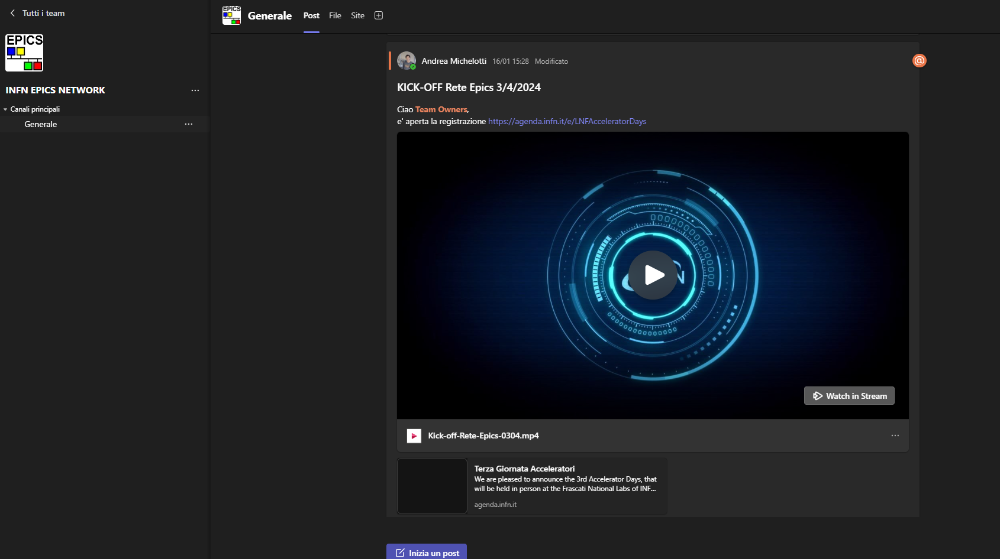 Tutti i team
EPICS
INFN EPICS NETWORK
Canali principali
Generale
EPICS
Generale
Post
File
Site
Andrea Michelotti 16/01 15:28 Modificato
@
KICK-OFF Rete Epics 3/4/2024
Ciao Team Owners,
e' aperta la registrazione https://agenda.infn.it/e/LNFAcceleratorDays
Watch in Stream
Kick-off-Rete-Epics-0304.mp4
Terza Giornata Acceleratori
We are pleased to announce the 3rd Accelerator Days, that
will be held in person at the Frascati National Labs of INF...
agenda.infn.it
Inizia un post